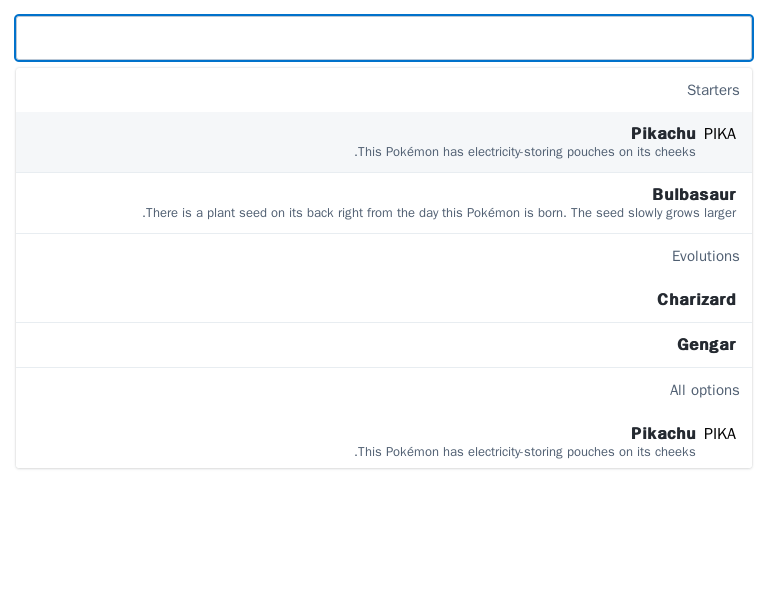 Starters
Pikachu PIKA
.This Pokémon has electricity-storing pouches on its cheeks
Bulbasaur
.There is a plant seed on its back right from the day this Pokémon is born. The seed slowly grows larger
Evolutions
Charizard
Gengar
All options
Pikachu PIKA
.This Pokémon has electricity-storing pouches on its cheeks